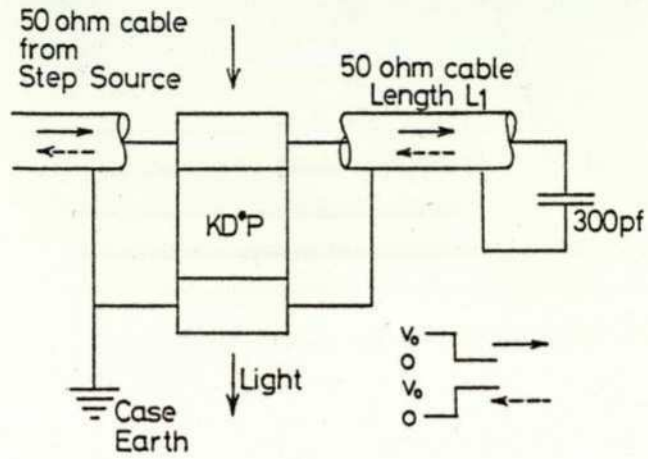 50 ohm cable
from
Step Source
50 ohm cable
Length L1
KD*P
300pf
V₀
O
V₀
O
Light
Case
Earth